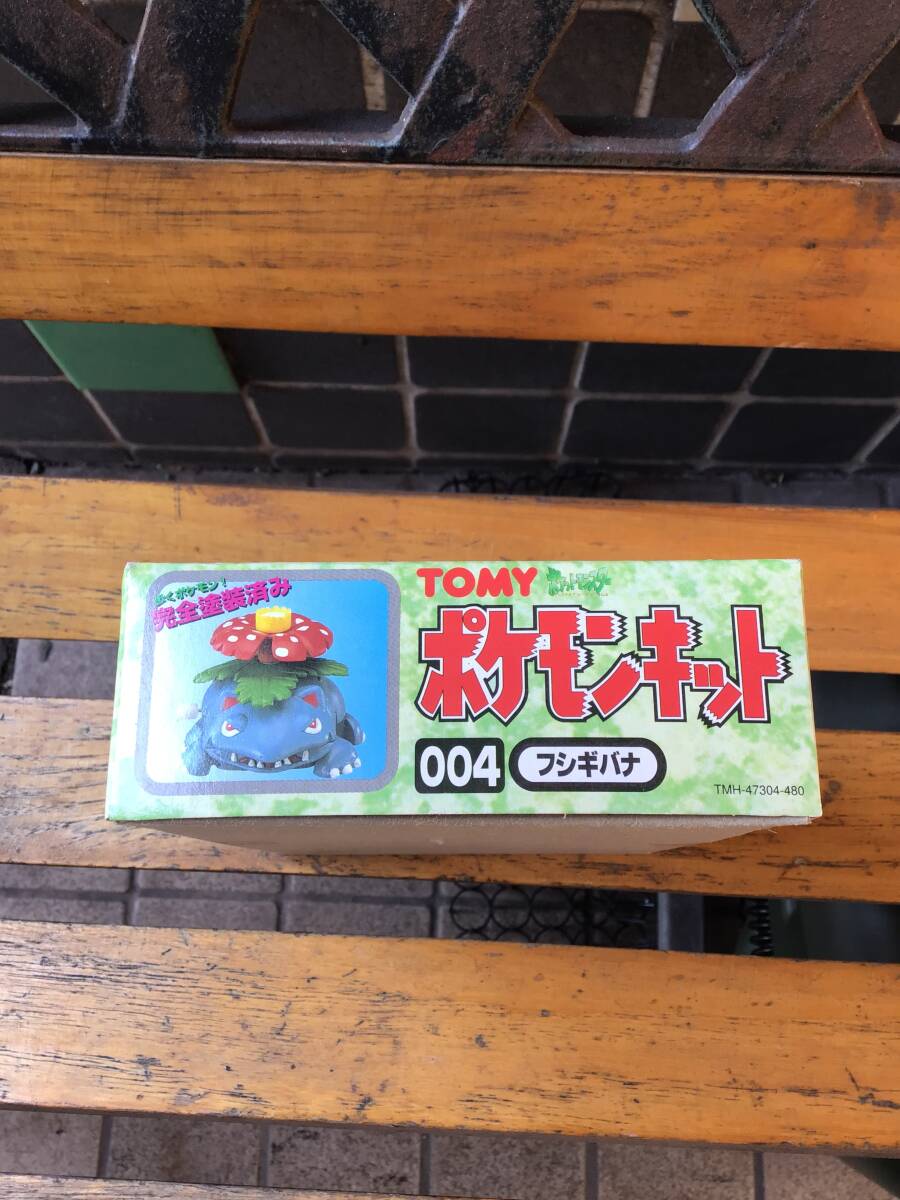 歩くポケモン!
完全塗装済み
TOMY
ポケットモンスター
ポケモンキット
004
フシギバナ
TMH-47304-480